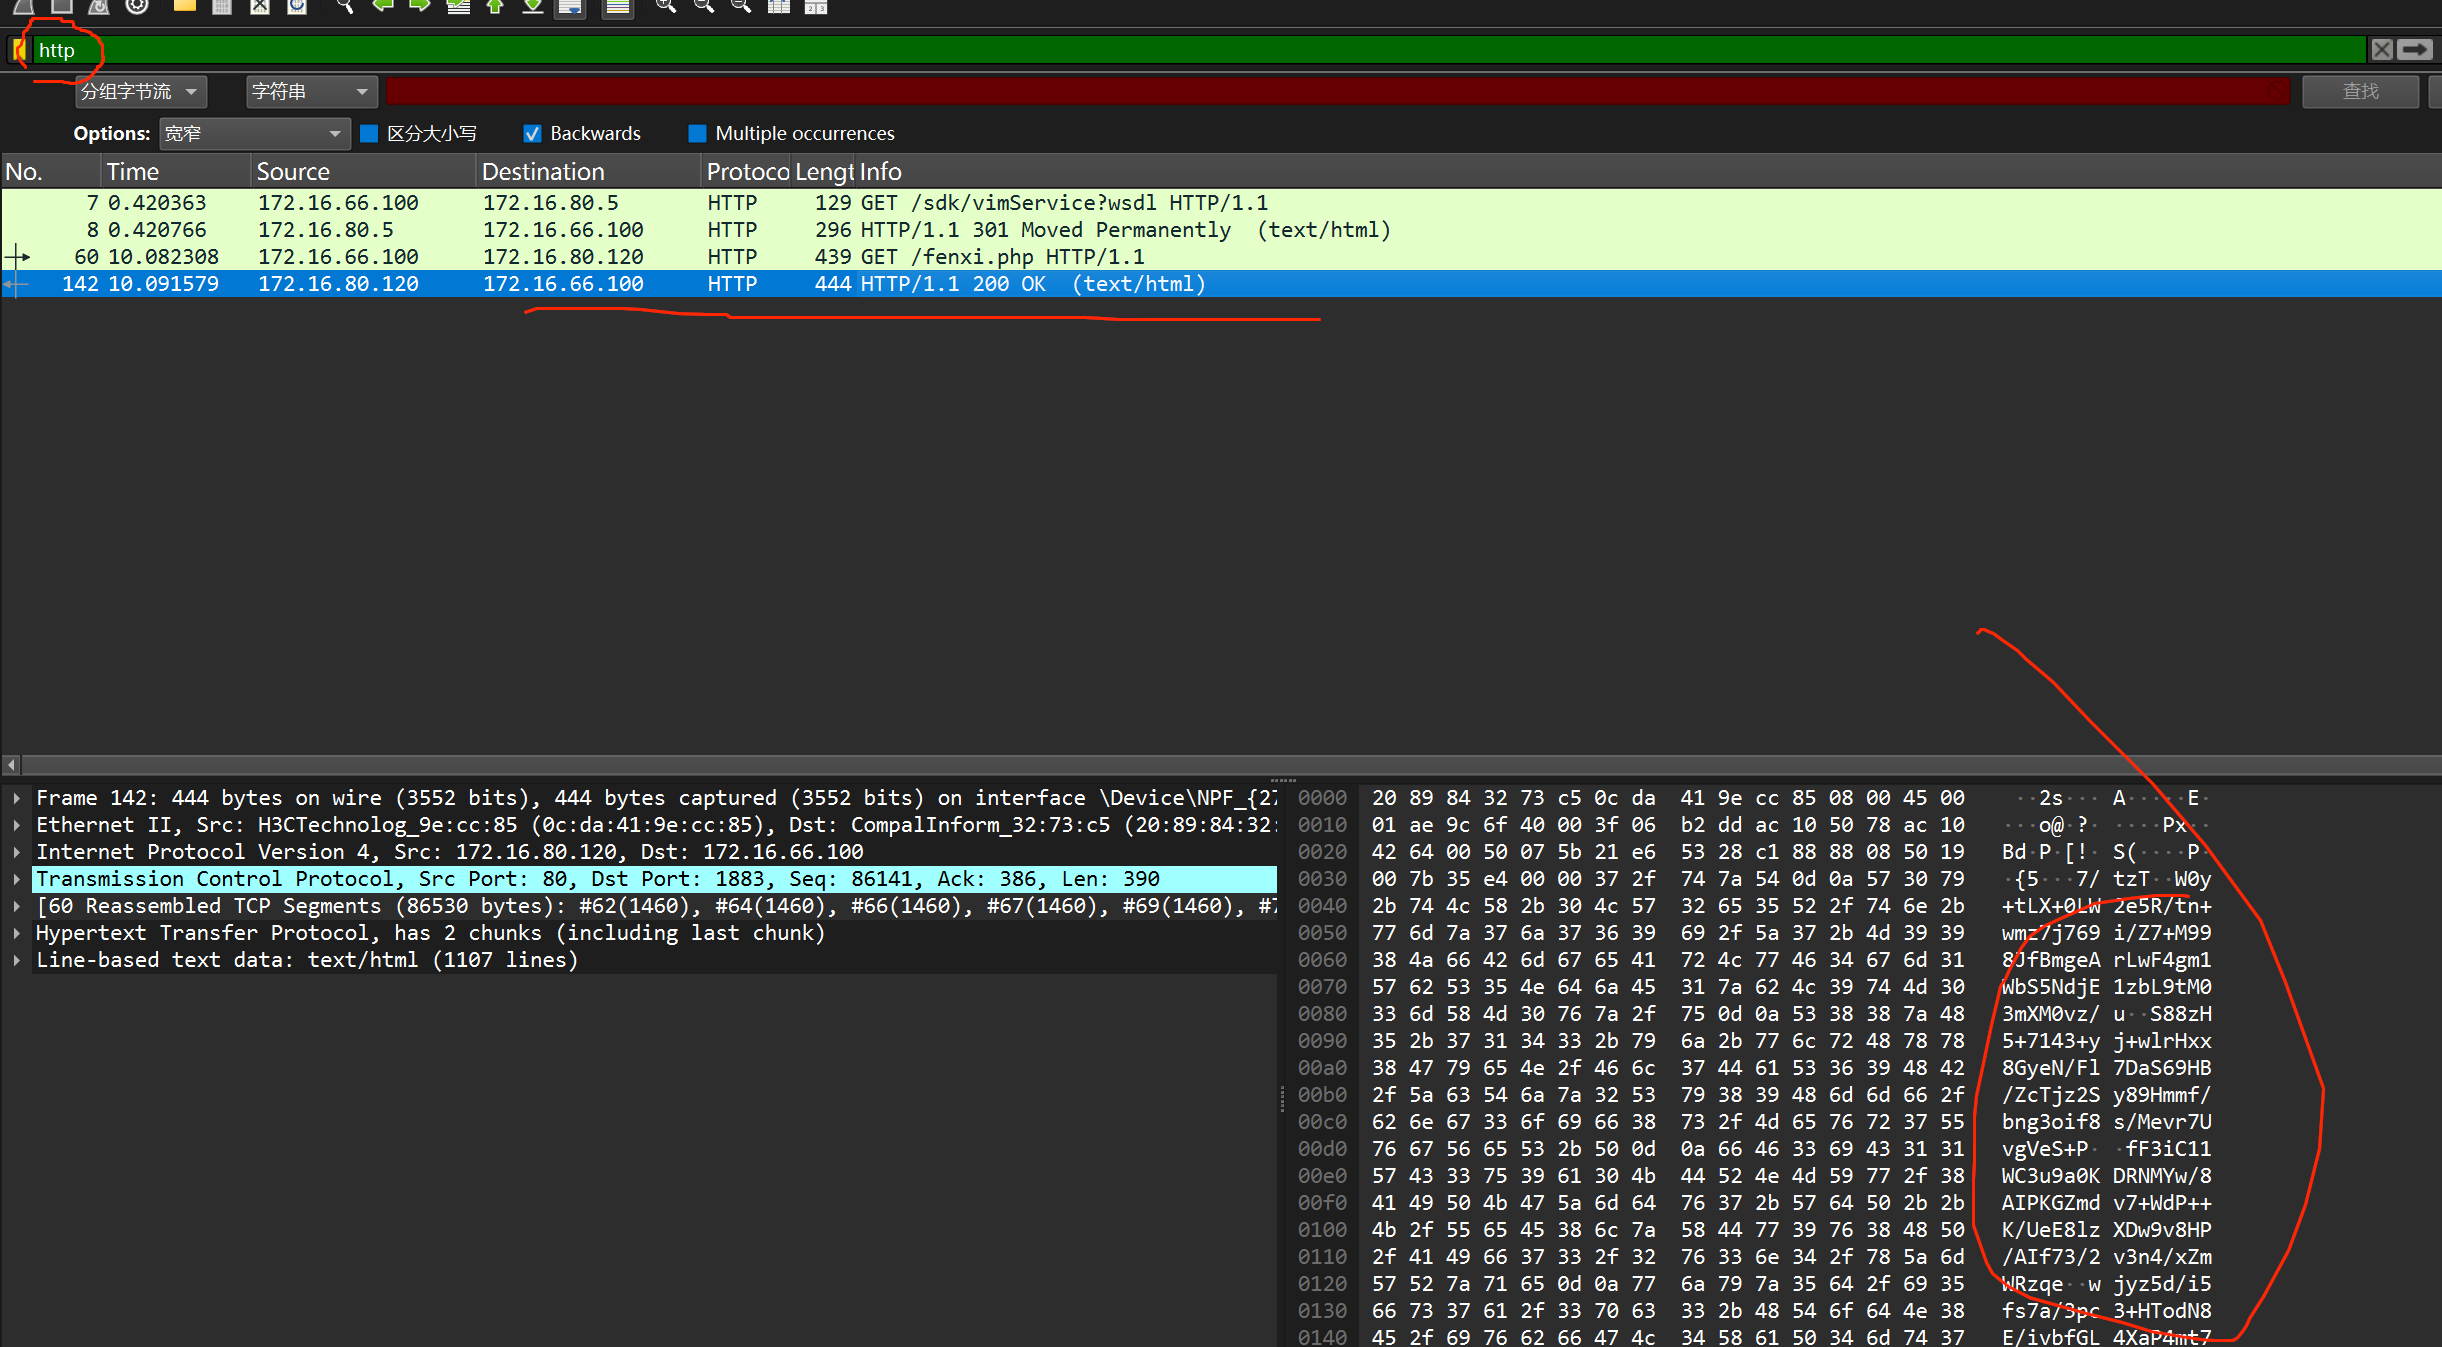 http
分组字节流 字符串 查找
Options: 宽窄 区分大小写 Backwards Multiple occurrences
No. Time Source Destination Protoco Lengt Info
7 0.420363 172.16.66.100 172.16.80.5 HTTP 129 GET /sdk/vimService?wsdl HTTP/1.1
8 0.420766 172.16.80.5 172.16.66.100 HTTP 296 HTTP/1.1 301 Moved Permanently (text/html)
60 10.082308 172.16.66.100 172.16.80.120 HTTP 439 GET /fenxi.php HTTP/1.1
142 10.091579 172.16.80.120 172.16.66.100 HTTP 444 HTTP/1.1 200 OK (text/html)
Frame 142: 444 bytes on wire (3552 bits), 444 bytes captured (3552 bits) on interface \Device\NPF_{27
Ethernet II, Src: H3CTechnolog_9e:cc:85 (0c:da:41:9e:cc:85), Dst: CompalInform_32:73:c5 (20:89:84:32:
Internet Protocol Version 4, Src: 172.16.80.120, Dst: 172.16.66.100
Transmission Control Protocol, Src Port: 80, Dst Port: 1883, Seq: 86141, Ack: 386, Len: 390
[60 Reassembled TCP Segments (86530 bytes): #62(1460), #64(1460), #66(1460), #67(1460), #69(1460), #7
Hypertext Transfer Protocol, has 2 chunks (including last chunk)
Line-based text data: text/html (1107 lines)
0000 20 89 84 32 73 c5 0c da 41 9e cc 85 08 00 45 00 ··2s··· A·····E·
0010 01 ae 9c 6f 40 00 3f 06 b2 dd ac 10 50 78 ac 10 ···o@·?· ····Px··
0020 42 64 00 50 07 5b 21 e6 53 28 c1 88 88 08 50 19 Bd·P·[!· S(····P·
0030 00 7b 35 e4 00 00 37 2f 74 7a 54 0d 0a 57 30 79 ·{5···7/ tzT··W0y
0040 2b 74 4c 58 2b 30 4c 57 32 65 35 52 2f 74 6e 2b +tLX+0LW 2e5R/tn+
0050 77 6d 7a 37 6a 37 36 39 69 2f 5a 37 2b 4d 39 39 wmz7j769 i/Z7+M99
0060 38 4a 66 42 6d 67 65 41 72 4c 77 46 34 67 6d 31 8JfBmgeA rLwF4gm1
0070 57 62 53 35 4e 64 6a 45 31 7a 62 4c 39 74 4d 30 WbS5NdjE 1zbL9tM0
0080 33 6d 58 4d 30 76 7a 2f 75 0d 0a 53 38 38 7a 48 3mXM0vz/ u··S88zH
0090 35 2b 37 31 34 33 2b 79 6a 2b 77 6c 72 48 78 78 5+7143+y j+wlrHxx
00a0 38 47 79 65 4e 2f 46 6c 37 44 61 53 36 39 48 42 8GyeN/Fl 7DaS69HB
00b0 2f 5a 63 54 6a 7a 32 53 79 38 39 48 6d 6d 66 2f /ZcTjz2S y89Hmmf/
00c0 62 6e 67 33 6f 69 66 38 73 2f 4d 65 76 72 37 55 bng3oif8 s/Mevr7U
00d0 76 67 56 65 53 2b 50 0d 0a 66 46 33 69 43 31 31 vgVeS+P· ·fF3iC11
00e0 57 43 33 75 39 61 30 4b 44 52 4e 4d 59 77 2f 38 WC3u9a0K DRNMYw/8
00f0 41 49 50 4b 47 5a 6d 64 76 37 2b 57 64 50 2b 2b AIPKGZmd v7+WdP++
0100 4b 2f 55 65 45 38 6c 7a 58 44 77 39 76 38 48 50 K/UeE8lz XDw9v8HP
0110 2f 41 49 66 37 33 2f 32 76 33 6e 34 2f 78 5a 6d /AIf73/2 v3n4/xZm
0120 57 52 7a 71 65 0d 0a 77 6a 79 7a 35 64 2f 69 35 WRzqe··w jyz5d/i5
0130 66 73 37 61 2f 33 70 63 33 2b 48 54 6f 64 4e 38 fs7a/3pc 3+HTodN8
0140 45 2f 69 76 62 66 47 4c 34 58 61 50 34 6d 74 37 E/ivbfGL 4XaP4mt7